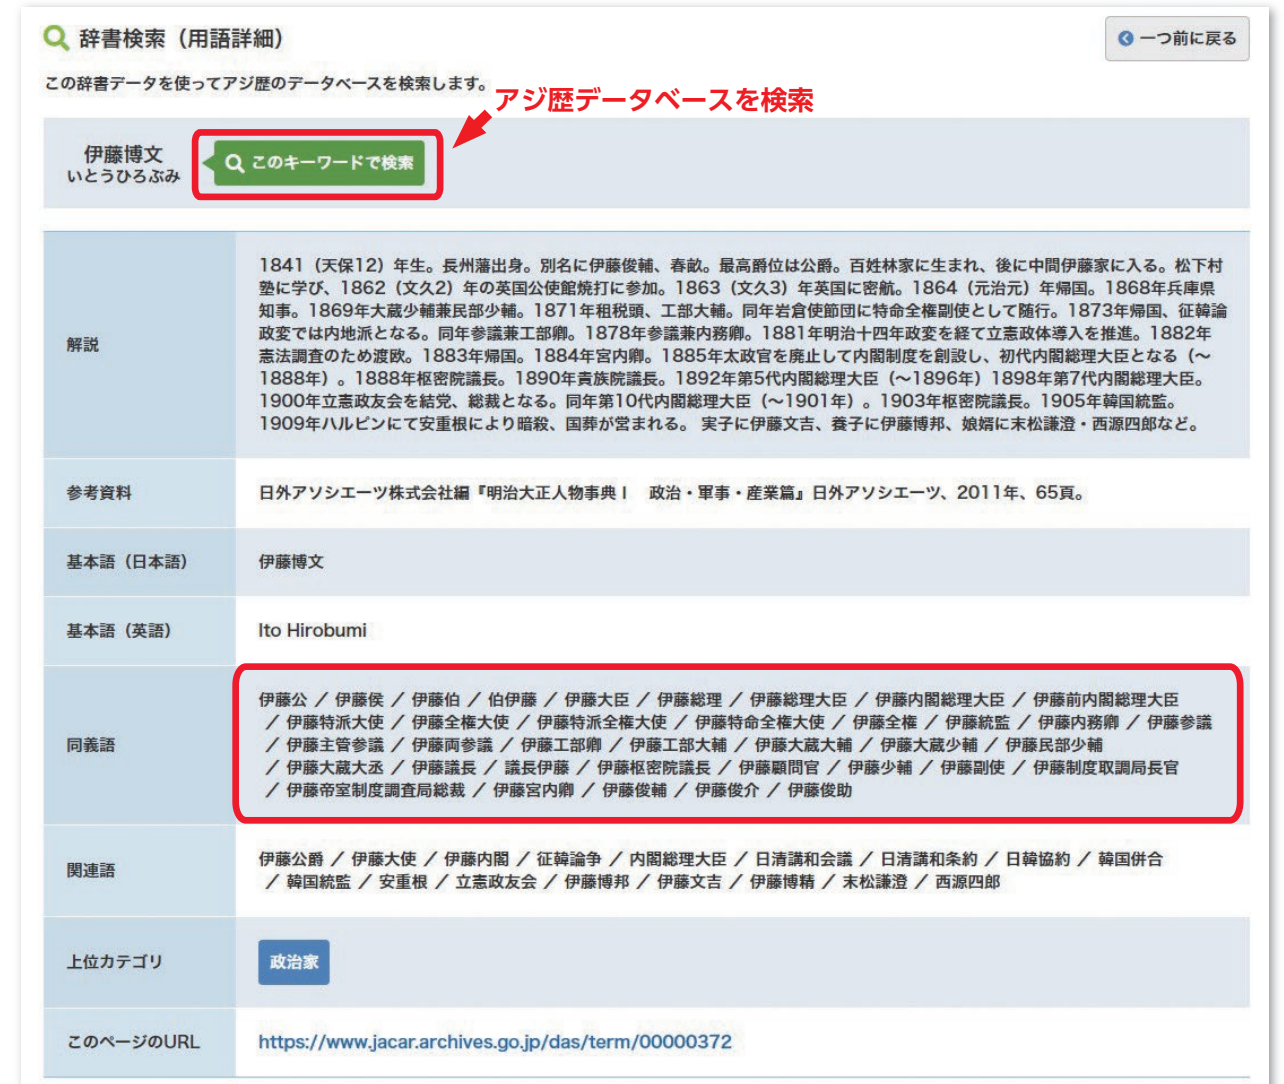 辞書検索（用語詳細）
一つ前に戻る
この辞書データを使ってアジ歴のデータベースを検索します。
アジ歴データベースを検索
伊藤博文
いとうひろぶみ
このキーワードで検索
解説
1841（天保12）年生。長州藩出身。別名に伊藤俊輔、春畝。最高爵位は公爵。百姓林家に生まれ、後に中間伊藤家に入る。松下村
塾に学び、1862（文久2）年の英国公使館焼打に参加。1863（文久3）年英国に密航。1864（元治元）年帰国。1868年兵庫県
知事。1869年大蔵少輔兼民部少輔。1871年租税頭、工部大輔。同年岩倉使節団に特命全権副使として随行。1873年帰国、征韓論
政変では内地派となる。同年参議兼工部卿。1878年参議兼内務卿。1881年明治十四年政変を経て立憲政体導入を推進。1882年
憲法調査のため渡欧。1883年帰国。1884年宮内卿。1885年太政官を廃止して内閣制度を創設し、初代内閣総理大臣となる（～
1888年）。1888年枢密院議長。1890年貴族院議長。1892年第5代内閣総理大臣（～1896年）1898年第7代内閣総理大臣。
1900年立憲政友会を結党、総裁となる。同年第10代内閣総理大臣（～1901年）。1903年枢密院議長。1905年韓国統監。
1909年ハルビンにて安重根により暗殺、国葬が営まれる。 実子に伊藤文吉、養子に伊藤博邦、娘婿に末松謙澄・西源四郎など。
参考資料
日外アソシエーツ株式会社編『明治大正人物事典Ⅰ　政治・軍事・産業篇』日外アソシエーツ、2011年、65頁。
基本語（日本語）
伊藤博文
基本語（英語）
Ito Hirobumi
同義語
伊藤公 ／ 伊藤侯 ／ 伊藤伯 ／ 伯伊藤 ／ 伊藤大臣 ／ 伊藤総理 ／ 伊藤総理大臣 ／ 伊藤内閣総理大臣 ／ 伊藤前内閣総理大臣
／ 伊藤特派大使 ／ 伊藤全権大使 ／ 伊藤特派全権大使 ／ 伊藤特命全権大使 ／ 伊藤全権 ／ 伊藤統監 ／ 伊藤内務卿 ／ 伊藤参議
／ 伊藤主管参議 ／ 伊藤両参議 ／ 伊藤工部卿 ／ 伊藤工部大輔 ／ 伊藤大蔵大輔 ／ 伊藤大蔵少輔 ／ 伊藤民部少輔
／ 伊藤大蔵大丞 ／ 伊藤議長 ／ 議長伊藤 ／ 伊藤枢密院議長 ／ 伊藤顧問官 ／ 伊藤少輔 ／ 伊藤副使 ／ 伊藤制度取調局長官
／ 伊藤帝室制度調査局総裁 ／ 伊藤宮内卿 ／ 伊藤俊輔 ／ 伊藤俊介 ／ 伊藤俊助
関連語
伊藤公爵 ／ 伊藤大使 ／ 伊藤内閣 ／ 征韓論争 ／ 内閣総理大臣 ／ 日清講和会議 ／ 日清講和条約 ／ 日韓協約 ／ 韓国併合
／ 韓国統監 ／ 安重根 ／ 立憲政友会 ／ 伊藤博邦 ／ 伊藤文吉 ／ 伊藤博精 ／ 末松謙澄 ／ 西源四郎
上位カテゴリ
政治家
このページのURL
https://www.jacar.archives.go.jp/das/term/00000372